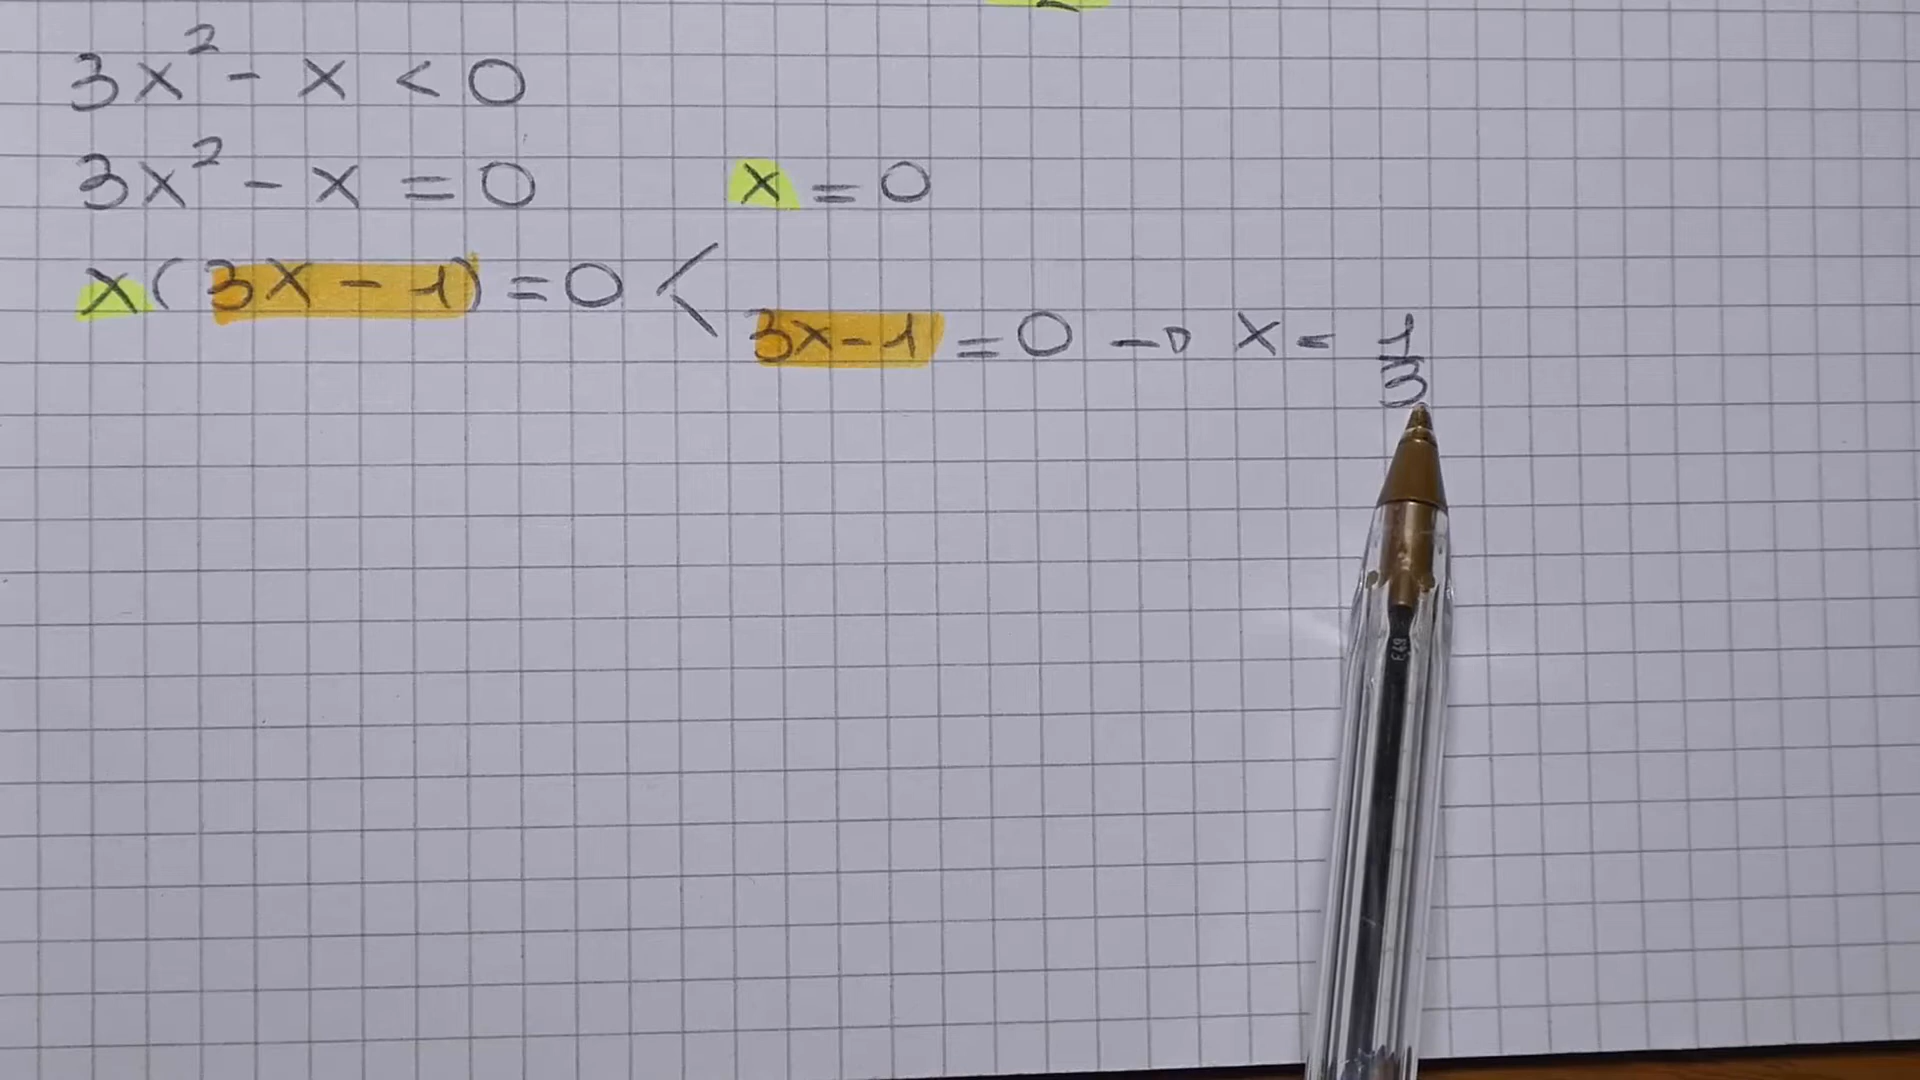 3x² - x < 0
3x² - x = 0
x = 0
x(3x - 1) = 0 <
3x - 1 = 0 → x = 1/3